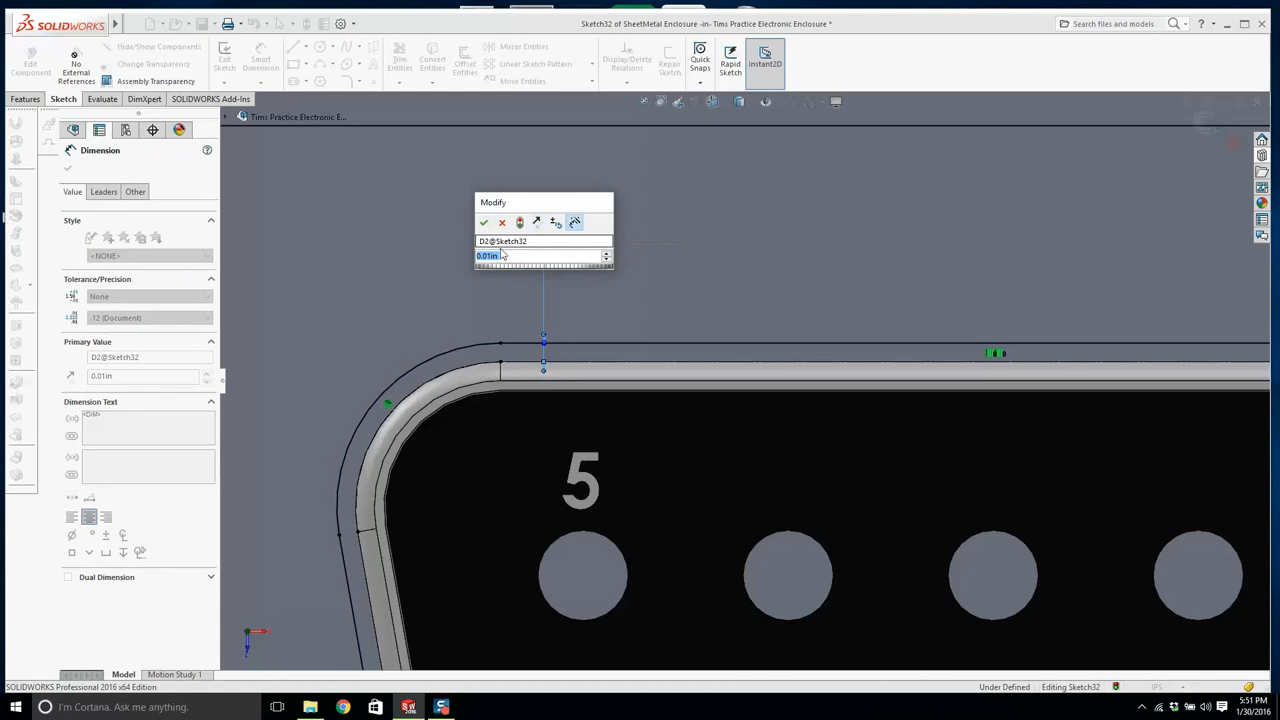 SOLIDWORKS
Sketch32 of SheetMetal Enclosure -in- Tims Practice Electronic Enclosure *
Search files and models
Edit Component
No External References
Hide/Show Components
Change Transparency
Assembly Transparency
Exit Sketch
Smart Dimension
Trim Entities
Convert Entities
Offset Entities
Mirror Entities
Linear Sketch Pattern
Move Entities
Display/Delete Relations
Repair Sketch
Quick Snaps
Rapid Sketch
Instant2D
Features
Sketch
Evaluate
DimXpert
SOLIDWORKS Add-Ins
Tims Practice Electronic E...
Dimension
Value
Leaders
Other
Style
<NONE>
Tolerance/Precision
None
.12 (Document)
Primary Value
D2@Sketch32
0.01in
Dimension Text
<DIM>
Dual Dimension
Modify
D2@Sketch32
0.01in
5
Model
Motion Study 1
SOLIDWORKS Professional 2016 x64 Edition
Under Defined
Editing Sketch32
IPS
I'm Cortana. Ask me anything.
5:51 PM
1/30/2016